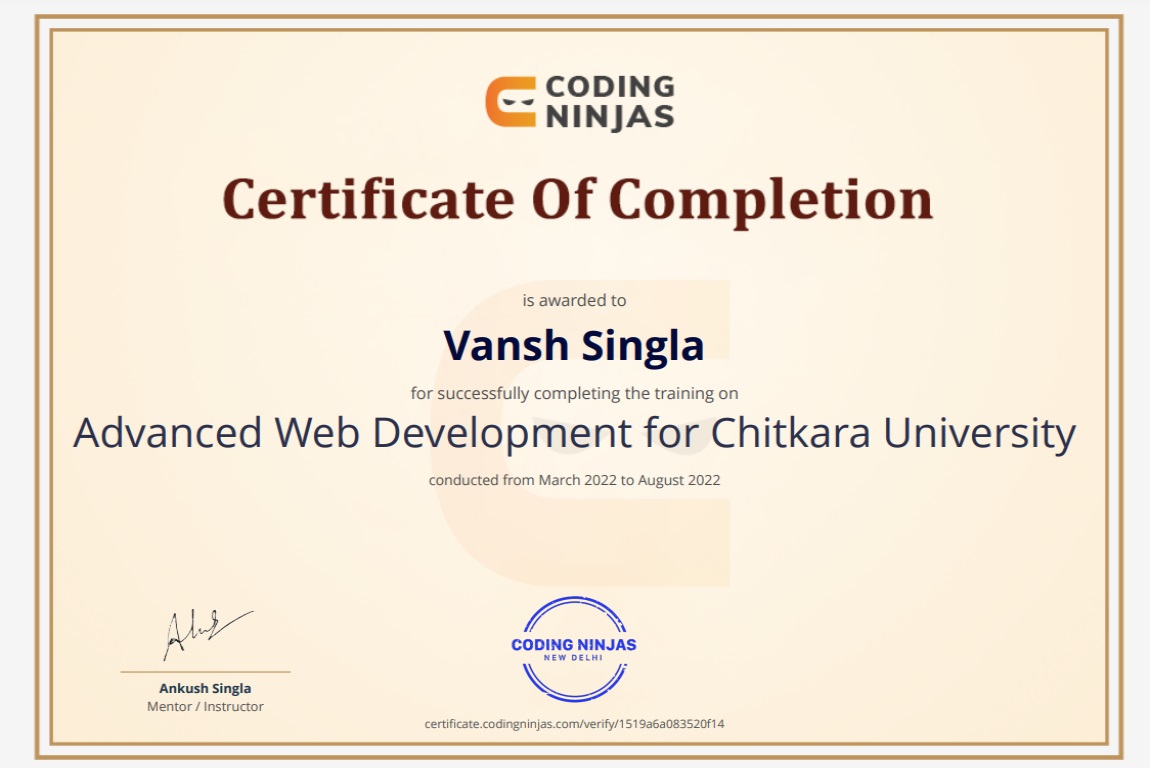 CODING
NINJAS
Certificate Of Completion
is awarded to
Vansh Singla
for successfully completing the training on
Advanced Web Development for Chitkara University
conducted from March 2022 to August 2022
CODING NINJAS
NEW DELHI
Ankush Singla
Mentor / Instructor
certificate.codingninjas.com/verify/1519a6a083520f14